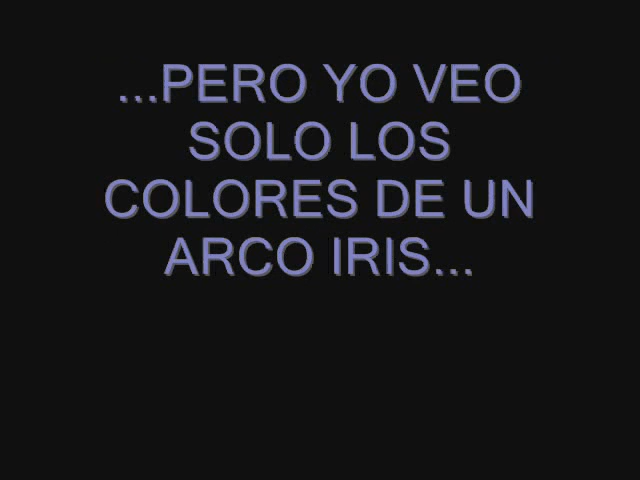 ...PERO YO VEO
SOLO LOS
COLORES DE UN
ARCO IRIS...